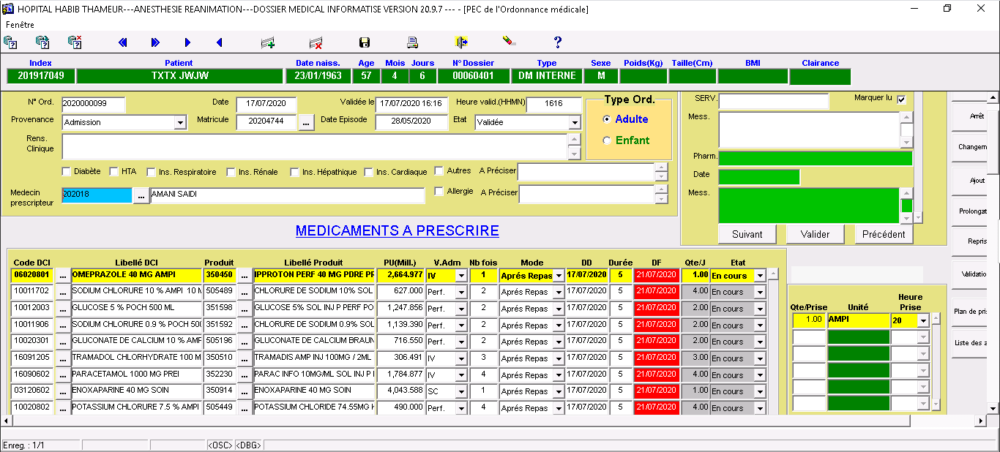 HOPITAL HABIB THAMEUR---ANESTHESIE REANIMATION---DOSSIER MEDICAL INFORMATISE VERSION 20.9.7 --- - [PEC de l'Ordonnance médicale]
Fenêtre
Index Patient Date naiss. Age Mois Jours N° Dossier Type Sexe Poids(Kg) Taille(Cm) BMI Clairance
201917049 TXTX JWJW 23/01/1963 57 4 6 00060401 DM INTERNE M
N° Ord. 2020000099 Date 17/07/2020 Validée le 17/07/2020 16:16 Heure valid.(HHMN) 1616
Provenance Admission Matricule 20204744 ... Date Episode 28/05/2020 Etat Validée
Rens.
Clinique
Type Ord.
Adulte
Enfant
Diabète HTA Ins. Respiratoire Ins. Rénale Ins. Hépathique Ins. Cardiaque Autres A Préciser
Allergie A Préciser
Medecin
prescripteur 202018 ... AMANI SAIDI
SERV. Marquer lu
Mess.
Pharm.
Date
Mess.
Suivant Valider Précédent
Arrêt
Changem
Ajout
Prolongat
Repris
Validatio
Plan de pri
Liste des a
MEDICAMENTS A PRESCRIRE
Code DCI Libellé DCI Produit Libellé Produit PU(Mill.) V.Adm Nb fois Mode DD Durée DF Qte/J Etat
06020801 ... OMEPRAZOLE 40 MG AMPI 350450 ... IPPROTON PERF 40 MG PDRE PR 2,664.977 IV 1 Aprés Repas 17/07/2020 5 21/07/2020 1.00 En cours
10011702 ... SODIUM CHLORURE 10 % AMPI 10 M 505489 ... CHLORURE DE SODIUM 10% SOL 627.000 Perf. 2 Aprés Repas 17/07/2020 5 21/07/2020 4.00 En cours
10012003 ... GLUCOSE 5 % POCH 500 ML 351598 ... GLUCOSE 5% SOL INJ P PERF PO 1,247.856 Perf. 2 Aprés Repas 17/07/2020 5 21/07/2020 2.00 En cours
10011906 ... SODIUM CHLORURE 0.9 % POCH 500 351592 ... CHLORURE DE SODIUM 0.9% SOL 1,139.390 Perf. 2 Aprés Repas 17/07/2020 5 21/07/2020 2.00 En cours
10020301 ... GLUCONATE DE CALCIUM 10 % AMP 505196 ... GLUCONATE DE CALCIUM BRAUN 716.550 Perf. 2 Aprés Repas 17/07/2020 5 21/07/2020 2.00 En cours
16091205 ... TRAMADOL CHLORHYDRATE 100 M 350510 ... TRAMADIS AMP INJ 100MG / 2ML 306.491 IV 3 Aprés Repas 17/07/2020 5 21/07/2020 3.00 En cours
16090602 ... PARACETAMOL 1000 MG PREI 352230 ... PARAC INFO 10MG/ML SOL INJ P I 1,784.877 IV 4 Aprés Repas 17/07/2020 5 21/07/2020 4.00 En cours
03120602 ... ENOXAPARINE 40 MG SOIN 350914 ... ENOXAPARINE 40 MG SOIN 4,043.588 SC 1 Aprés Repas 17/07/2020 5 21/07/2020 1.00 En cours
10020802 ... POTASSIUM CHLORURE 7.5 % AMPI 505449 ... POTASSIUM CHLORIDE 74.55MG 490.000 Perf. 4 Aprés Repas 17/07/2020 5 21/07/2020 4.00 En cours
Qte/Prise Unité Heure
Prise
1.00 AMPI 20
Enreg. : 1/1 <OSC> <DBG>